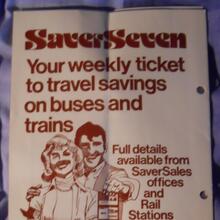 SaverSeven
Your weekly ticket
to travel savings
on buses and
trains
Full details
available from
SaverSales
offices and
Rail
Stations